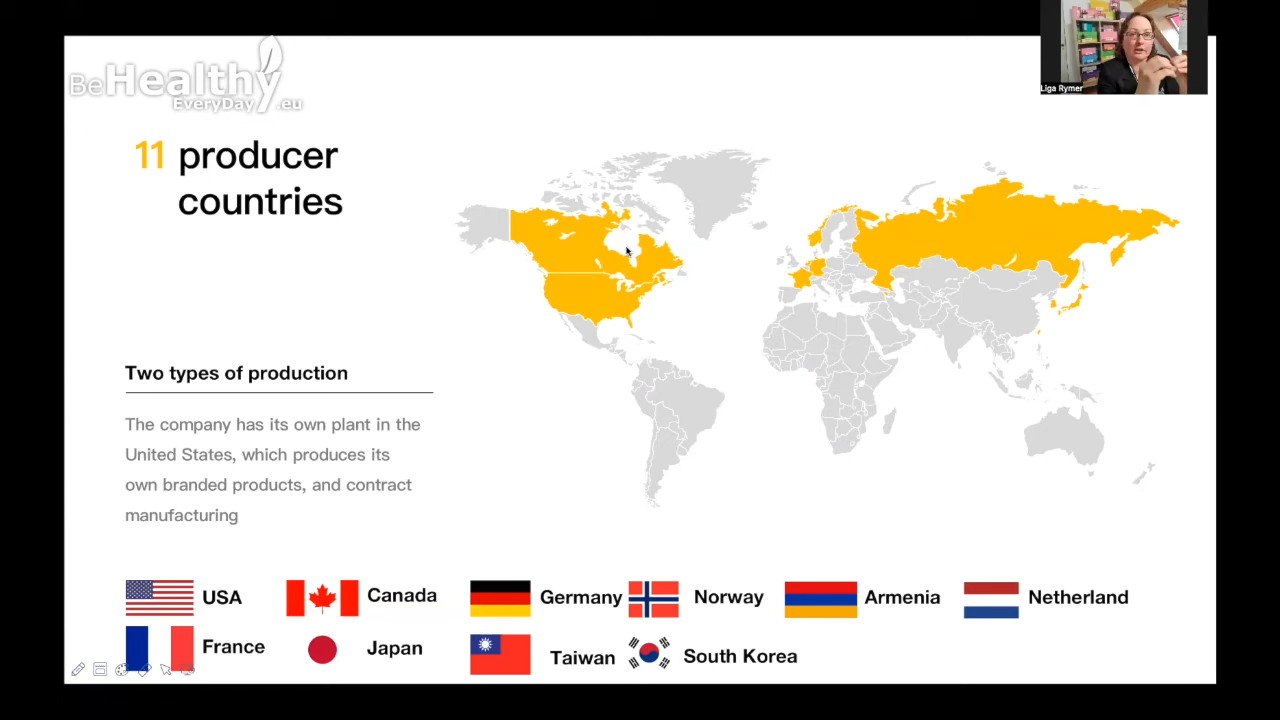 BeHealthy
EveryDay.eu
Liga Rymer
11 producer
countries
Two types of production
The company has its own plant in the
United States, which produces its
own branded products, and contract
manufacturing
USA
Canada
Germany
Norway
Armenia
Netherland
France
Japan
Taiwan
South Korea